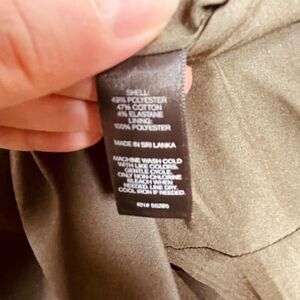 SHELL:
49% POLYESTER
47% COTTON
4% ELASTANE
LINING:
100% POLYESTER
MADE IN SRI LANKA
MACHINE WASH COLD
WITH LIKE COLORS.
GENTLE CYCLE.
ONLY NON-CHLORINE
BLEACH WHEN
NEEDED. LINE DRY.
COOL IRON IF NEEDED.
RN#